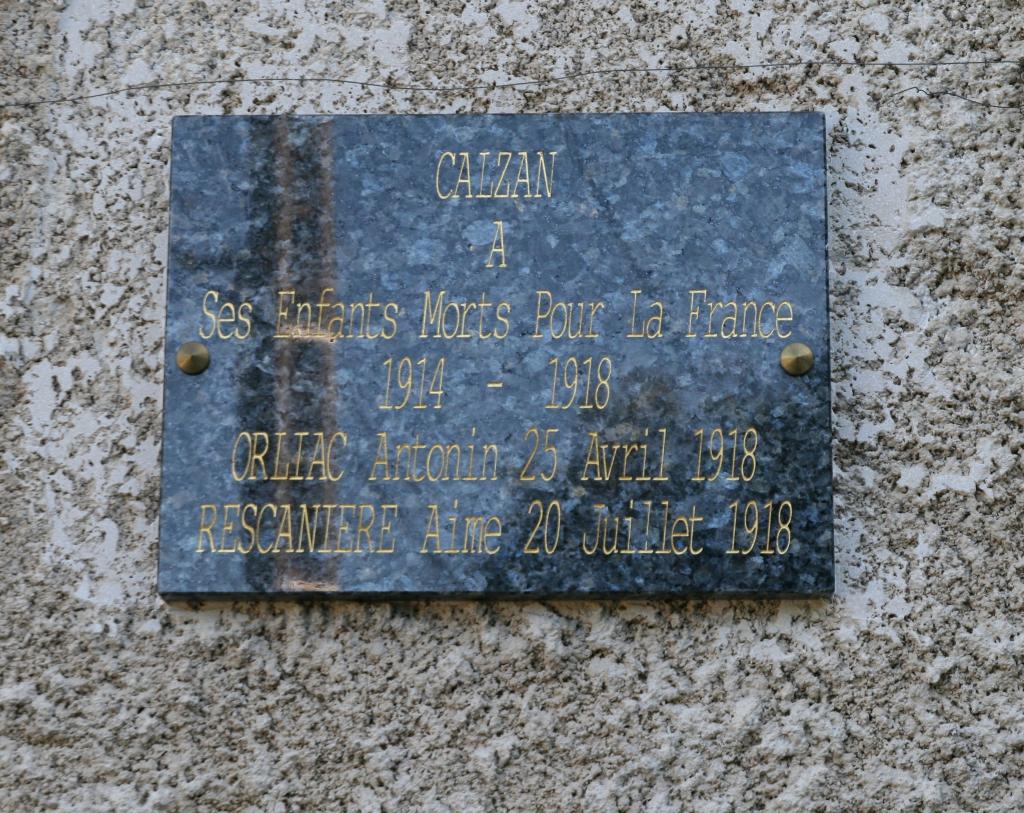 CALZAN
A
Ses Enfants Morts Pour La France
1914 - 1918
ORLIAC Antonin 25 Avril 1918
RESCANIERE Aime 20 Juillet 1918